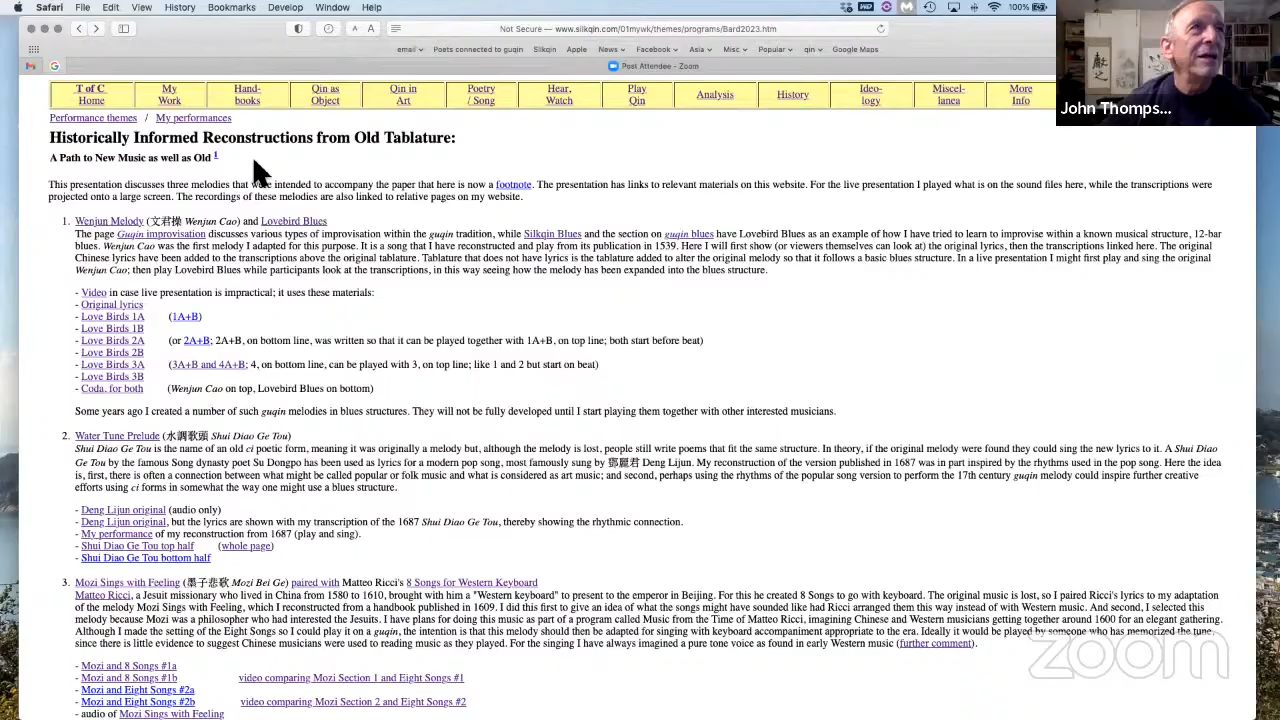 Safari File Edit View History Bookmarks Develop Window Help
100%
Not Secure — www.silkqin.com/01mywk/themes/programs/Bard2023.htm
email Posts connected to guqin Silkqin Apple News Facebook Asia Misc Popular qin Google Maps
Post Attendee - Zoom
John Thomps...
T of C Home
My Work
Hand-books
Qin as Object
Qin in Art
Poetry / Song
Hear, Watch
Play Qin
Analysis
History
Ideo-logy
Miscel-lanea
More Info
Performance themes / My performances
Historically Informed Reconstructions from Old Tablature:
A Path to New Music as well as Old 1
This presentation discusses three melodies that were intended to accompany the paper that here is now a footnote. The presentation has links to relevant materials on this website. For the live presentation I played what is on the sound files here, while the transcriptions were
projected onto a large screen. The recordings of these melodies are also linked to relative pages on my website.
1. Wenjun Melody (文君操 Wenjun Cao) and Lovebird Blues
The page Guqin improvisation discusses various types of improvisation within the guqin tradition, while Silkqin Blues and the section on guqin blues have Lovebird Blues as an example of how I have tried to learn to improvise within a known musical structure, 12-bar
blues. Wenjun Cao was the first melody I adapted for this purpose. It is a song that I have reconstructed and play from its publication in 1539. Here I will first show (or viewers themselves can look at) the original lyrics, then the transcriptions linked here. The original
Chinese lyrics have been added to the transcriptions above the original tablature. Tablature that does not have lyrics is the tablature added to alter the original melody so that it follows a basic blues structure. In a live presentation I might first play and sing the original
Wenjun Cao; then play Lovebird Blues while participants look at the transcriptions, in this way seeing how the melody has been expanded into the blues structure.
- Video in case live presentation is impractical; it uses these materials:
- Original lyrics
- Love Birds 1A (1A+B)
- Love Birds 1B
- Love Birds 2A (or 2A+B; 2A+B, on bottom line, was written so that it can be played together with 1A+B, on top line; both start before beat)
- Love Birds 2B
- Love Birds 3A (3A+B and 4A+B; 4, on bottom line, can be played with 3, on top line; like 1 and 2 but start on beat)
- Love Birds 3B
- Coda, for both (Wenjun Cao on top, Lovebird Blues on bottom)
Some years ago I created a number of such guqin melodies in blues structures. They will not be fully developed until I start playing them together with other interested musicians.
2. Water Tune Prelude (水調歌頭 Shui Diao Ge Tou)
Shui Diao Ge Tou is the name of an old ci poetic form, meaning it was originally a melody but, although the melody is lost, people still write poems that fit the same structure. In theory, if the original melody were found they could sing the new lyrics to it. A Shui Diao
Ge Tou by the famous Song dynasty poet Su Dongpo has been used as lyrics for a modern pop song, most famously sung by 鄧麗君 Deng Lijun. My reconstruction of the version published in 1687 was in part inspired by the rhythms used in the pop song. Here the idea
is, first, there is often a connection between what might be called popular or folk music and what is considered as art music; and second, perhaps using the rhythms of the popular song version to perform the 17th century guqin melody could inspire further creative
efforts using ci forms in somewhat the way one might use a blues structure.
- Deng Lijun original (audio only)
- Deng Lijun original, but the lyrics are shown with my transcription of the 1687 Shui Diao Ge Tou, thereby showing the rhythmic connection.
- My performance of my reconstruction from 1687 (play and sing).
- Shui Diao Ge Tou top half (whole page)
- Shui Diao Ge Tou bottom half
3. Mozi Sings with Feeling (墨子悲歌 Mozi Bei Ge) paired with Matteo Ricci's 8 Songs for Western Keyboard
Matteo Ricci, a Jesuit missionary who lived in China from 1580 to 1610, brought with him a "Western keyboard" to present to the emperor in Beijing. For this he created 8 Songs to go with keyboard. The original music is lost, so I paired Ricci's lyrics to my adaptation
of the melody Mozi Sings with Feeling, which I reconstructed from a handbook published in 1609. I did this first to give an idea of what the songs might have sounded like had Ricci arranged them this way instead of with Western music. And second, I selected this
melody because Mozi was a philosopher who had interested the Jesuits. I have plans for doing this music as part of a program called Music from the Time of Matteo Ricci, imagining Chinese and Western musicians getting together around 1600 for an elegant gathering.
Although I made the setting of the Eight Songs so I could play it on a guqin, the intention is that this melody should then be adapted for singing with keyboard accompaniment appropriate to the era. Ideally it would be played by someone who has memorized the tune,
since there is little evidence to suggest Chinese musicians were used to reading music as they played. For the singing I have always imagined a pure tone voice as found in early Western music (further comment).
- Mozi and 8 Songs #1a
- Mozi and 8 Songs #1b video comparing Mozi Section 1 and Eight Songs #1
- Mozi and Eight Songs #2a
- Mozi and Eight Songs #2b video comparing Mozi Section 2 and Eight Songs #2
- audio of Mozi Sings with Feeling
zoom